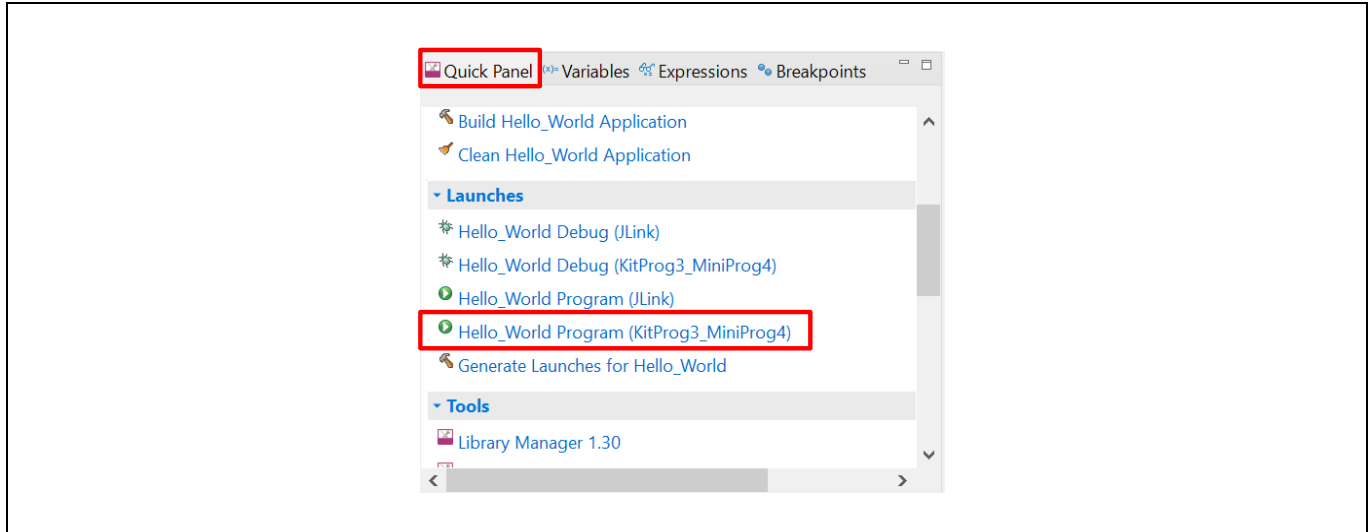 Quick Panel (x)= Variables Expressions Breakpoints
Build Hello_World Application
Clean Hello_World Application
Launches
Hello_World Debug (JLink)
Hello_World Debug (KitProg3_MiniProg4)
Hello_World Program (JLink)
Hello_World Program (KitProg3_MiniProg4)
Generate Launches for Hello_World
Tools
Library Manager 1.30